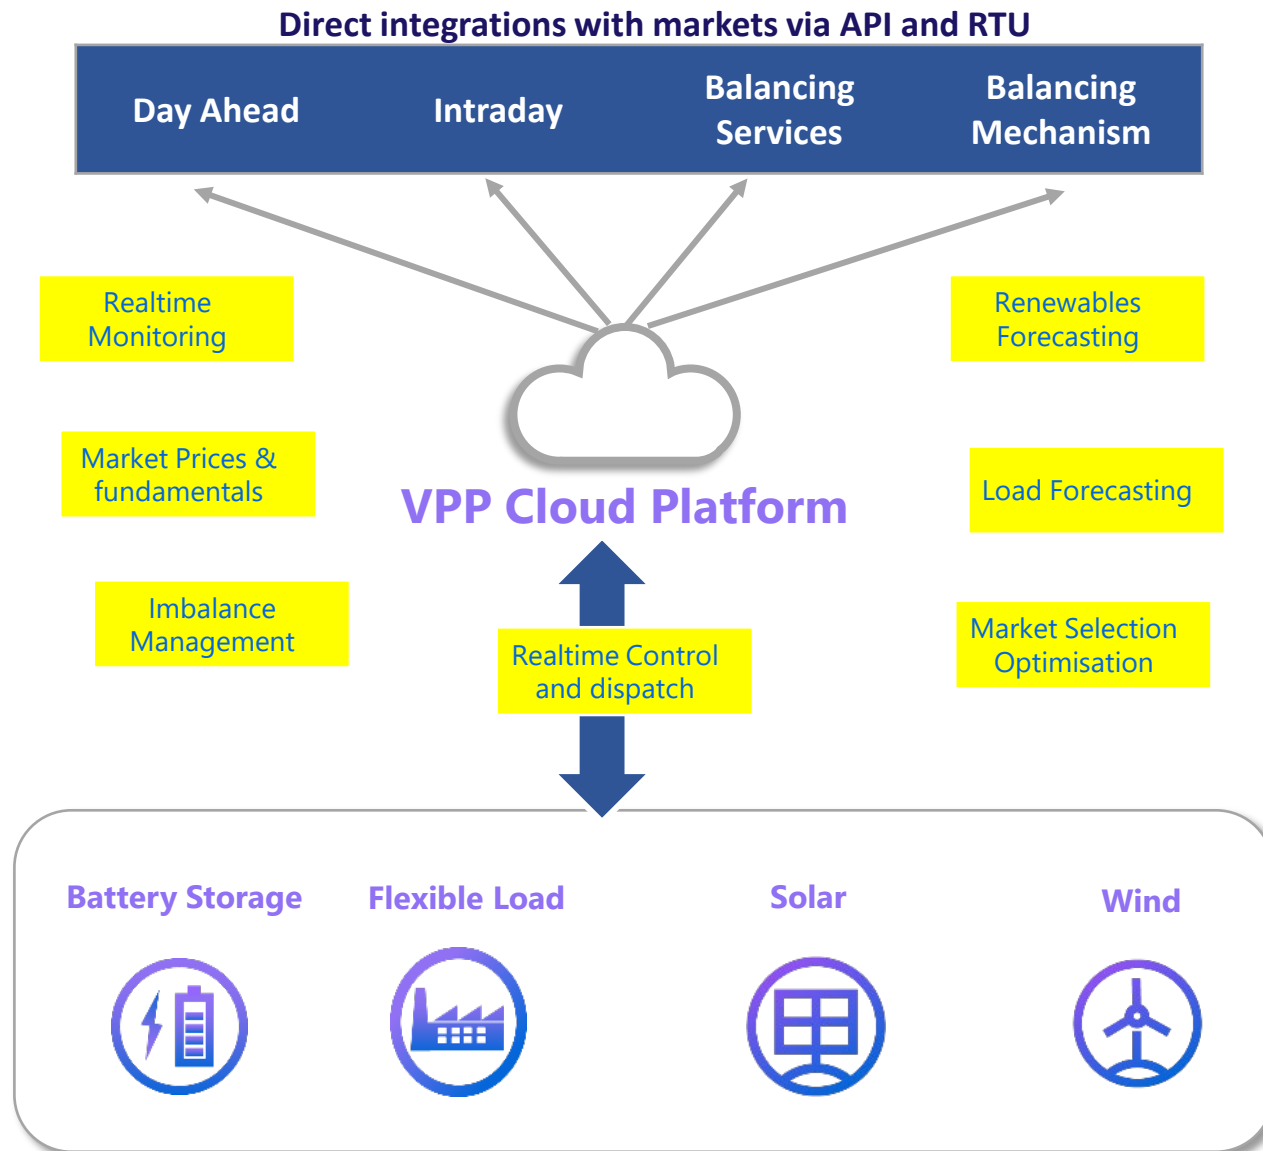 Direct integrations with markets via API and RTU
Day Ahead
Intraday
Balancing
Services
Balancing
Mechanism
Realtime
Monitoring
Renewables
Forecasting
Market Prices &
fundamentals
VPP Cloud Platform
Load Forecasting
Imbalance
Management
Realtime Control
and dispatch
Market Selection
Optimisation
Battery Storage
Flexible Load
Solar
Wind